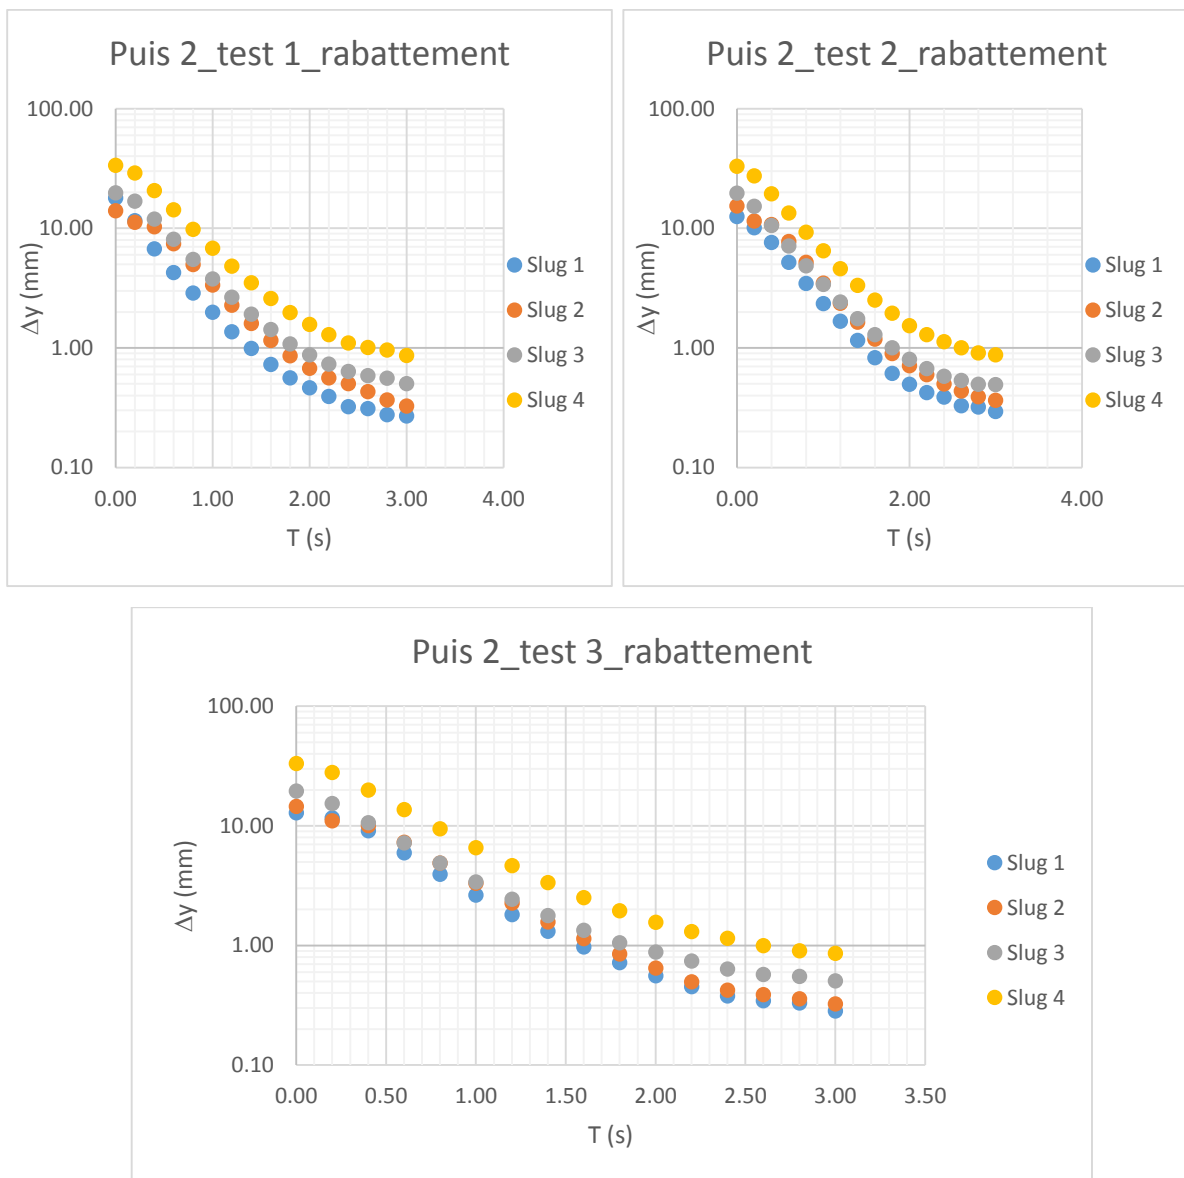 Puis 2_test 1_rabattement
100.00
10.00
1.00
0.10
Δy (mm)
0.00 1.00 2.00 3.00 4.00
T (s)
Slug 1
Slug 2
Slug 3
Slug 4
Puis 2_test 2_rabattement
100.00
10.00
1.00
0.10
Δy (mm)
0.00 2.00 4.00
T (s)
Slug 1
Slug 2
Slug 3
Slug 4
Puis 2_test 3_rabattement
100.00
10.00
1.00
0.10
Δy (mm)
0.00 0.50 1.00 1.50 2.00 2.50 3.00 3.50
T (s)
Slug 1
Slug 2
Slug 3
Slug 4